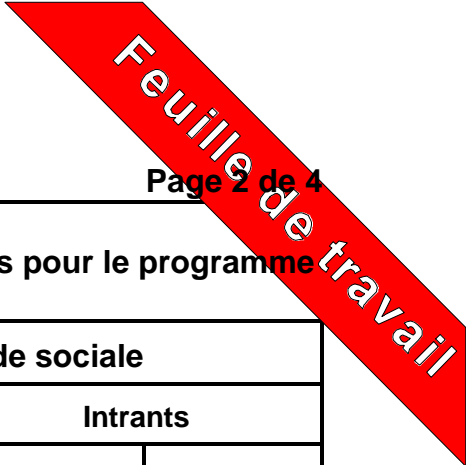 Feuille de travail
Page 2 de 4
s pour le programme
de sociale
Intrants